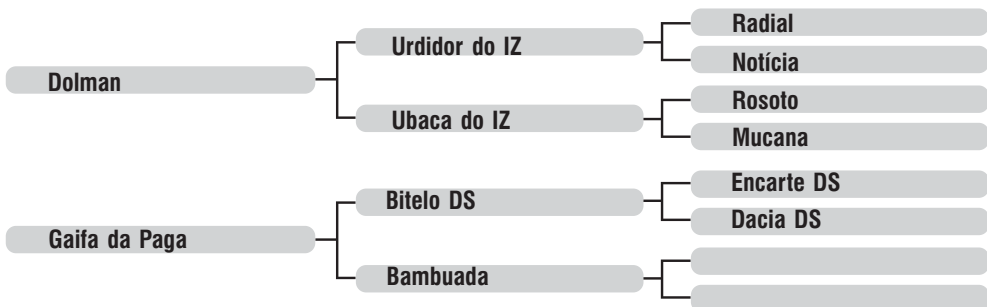 Radial
Urdidor do IZ
Notícia
Dolman
Rosoto
Ubaca do IZ
Mucana
Encarte DS
Bitelo DS
Dacia DS
Gaifa da Paga
Bambuada